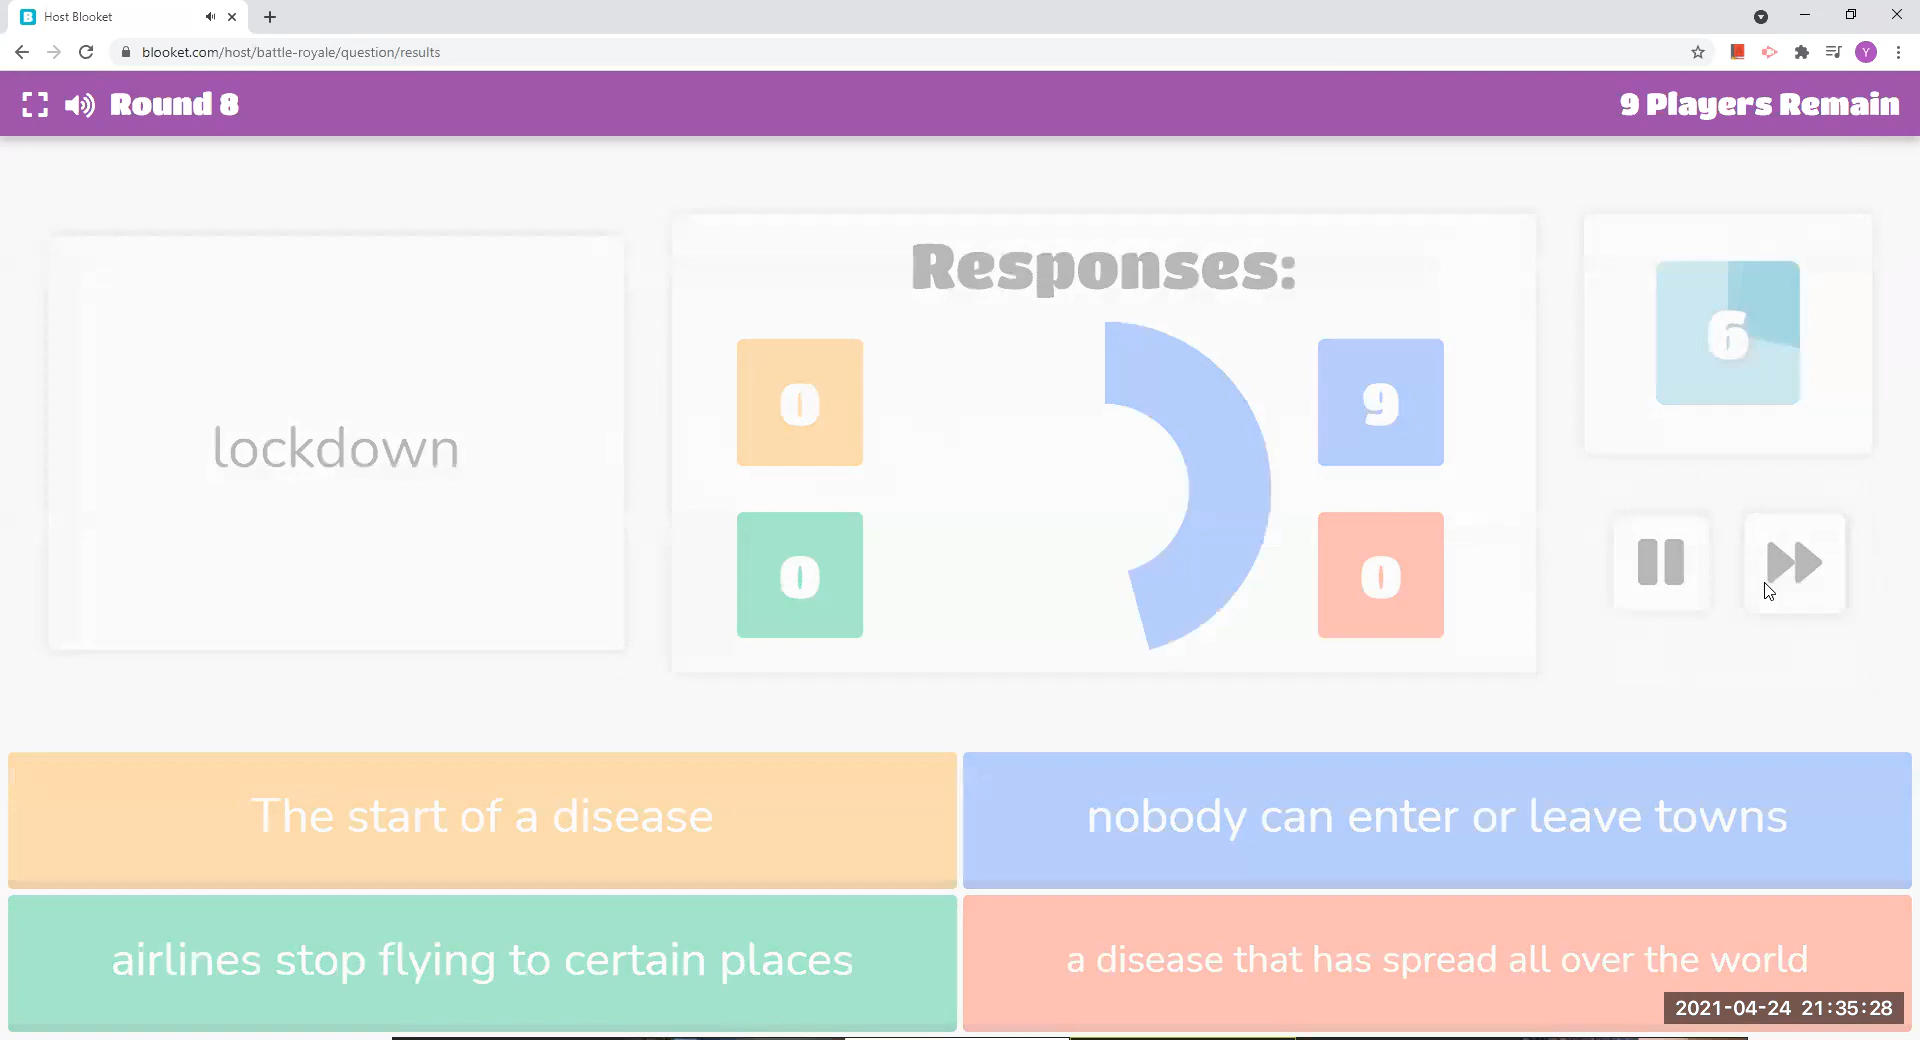 Host Blooket
blooket.com/host/battle-royale/question/results
Y
Round 8
9 Players Remain
lockdown
Responses:
0
9
0
0
6
The start of a disease
nobody can enter or leave towns
airlines stop flying to certain places
a disease that has spread all over the world
2021-04-24 21:35:28